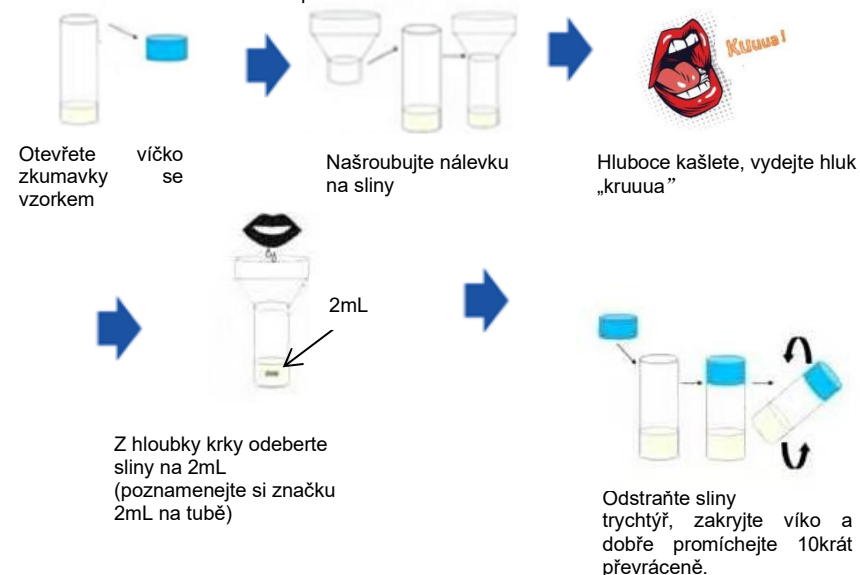 Otevřete víčko
zkumavky se
vzorkem
Našroubujte nálevku
na sliny
Kuuua!
Hluboce kašlete, vydejte hluk
„kruuua”
2mL
Z hloubky krky odeberte
sliny na 2mL
(poznamenejte si značku
2mL na tubě)
Odstraňte sliny
trychtýř, zakryjte víko a
dobře promíchejte 10krát
převráceně.